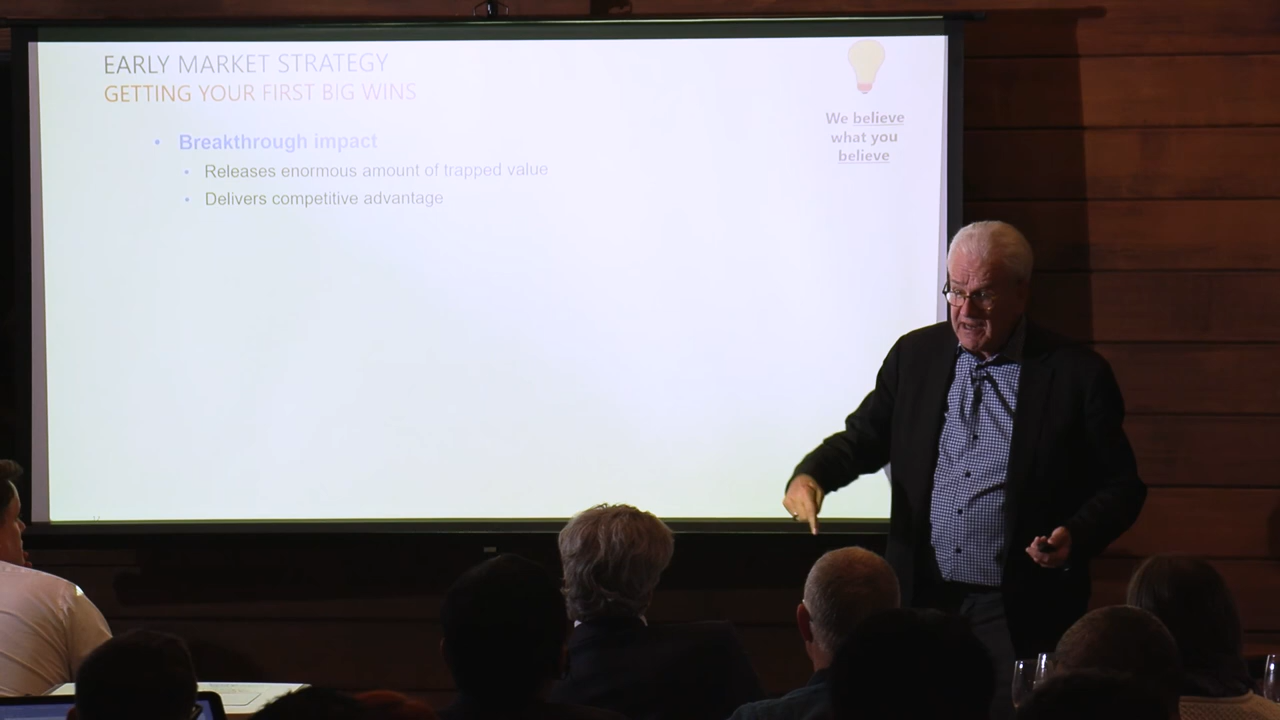 EARLY MARKET STRATEGY
GETTING YOUR FIRST BIG WINS
• Breakthrough impact
• Releases enormous amount of trapped value
• Delivers competitive advantage
We believe
what you
believe